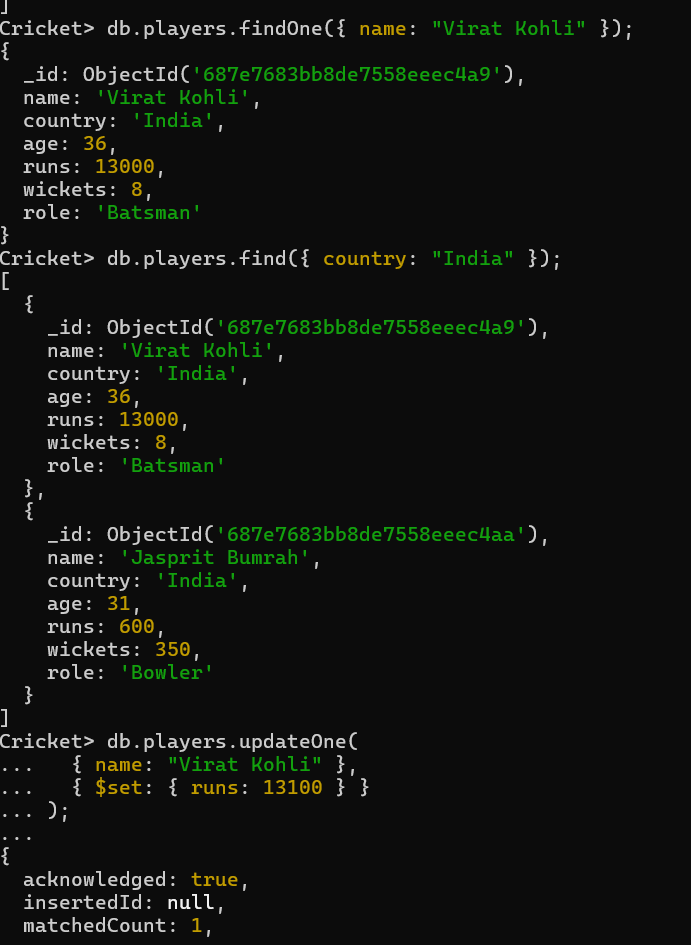 ]
Cricket> db.players.findOne({ name: "Virat Kohli" });
{
  _id: ObjectId('687e7683bb8de7558eeec4a9'),
  name: 'Virat Kohli',
  country: 'India',
  age: 36,
  runs: 13000,
  wickets: 8,
  role: 'Batsman'
}
Cricket> db.players.find({ country: "India" });
[
  {
    _id: ObjectId('687e7683bb8de7558eeec4a9'),
    name: 'Virat Kohli',
    country: 'India',
    age: 36,
    runs: 13000,
    wickets: 8,
    role: 'Batsman'
  },
  {
    _id: ObjectId('687e7683bb8de7558eeec4aa'),
    name: 'Jasprit Bumrah',
    country: 'India',
    age: 31,
    runs: 600,
    wickets: 350,
    role: 'Bowler'
  }
]
Cricket> db.players.updateOne(
...   { name: "Virat Kohli" },
...   { $set: { runs: 13100 } }
... );
...
{
  acknowledged: true,
  insertedId: null,
  matchedCount: 1,